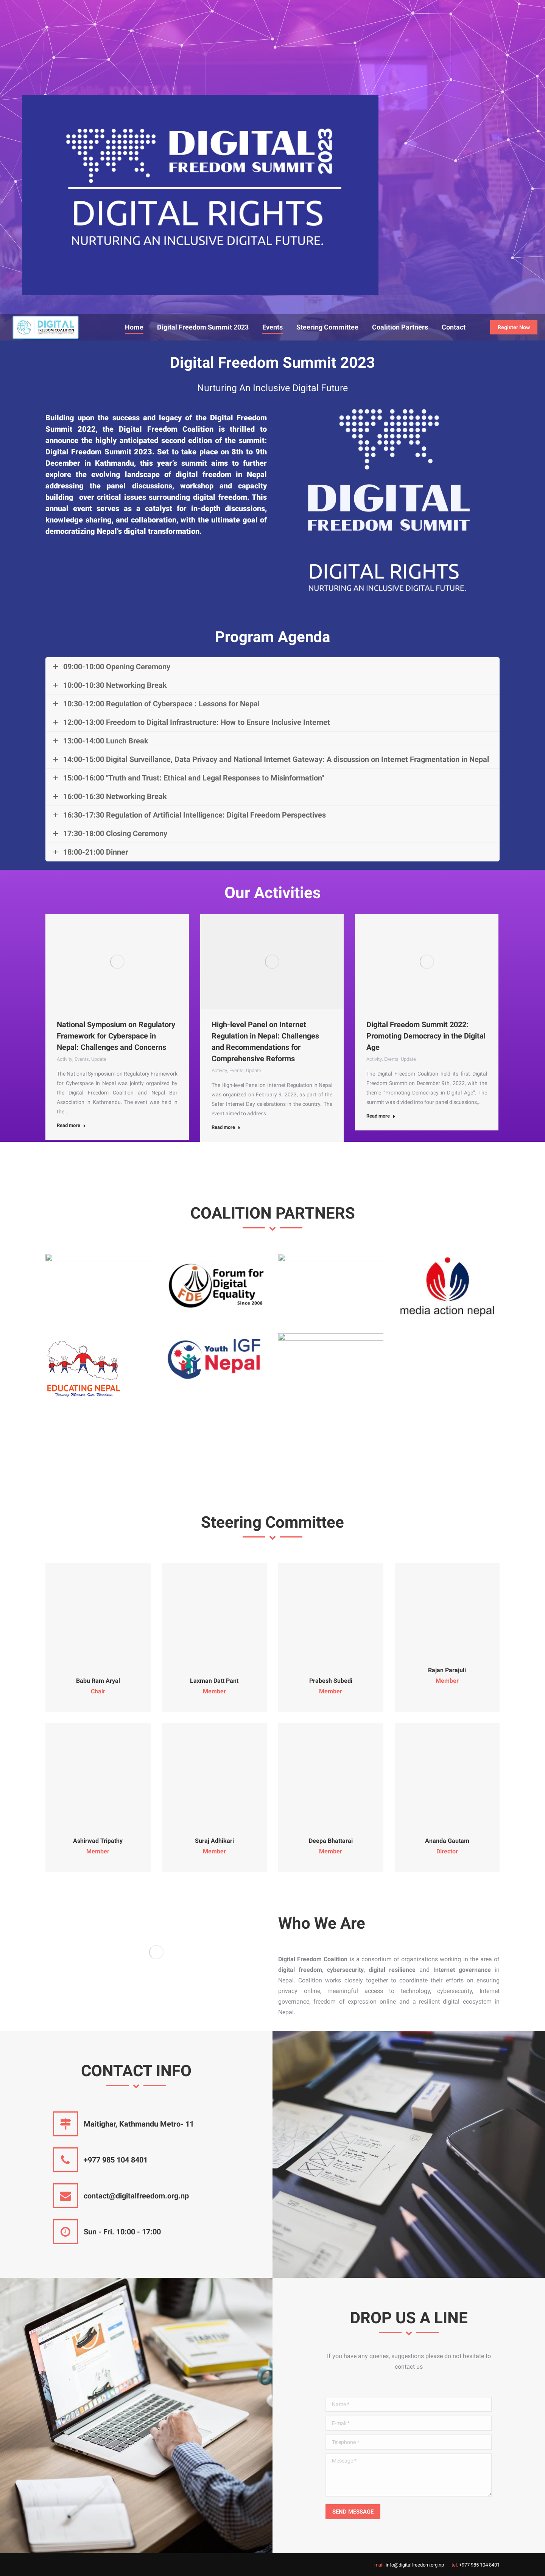 DIGITAL 2023
FREEDOM SUMMIT
DIGITAL RIGHTS
NURTURING AN INCLUSIVE DIGITAL FUTURE.
DIGITAL
FREEDOM COALITION
Home
Digital Freedom Summit 2023
Events
Steering Committee
Coalition Partners
Contact
Register Now
Digital Freedom Summit 2023
Nurturing An Inclusive Digital Future
Building upon the success and legacy of the Digital Freedom
Summit 2022, the Digital Freedom Coalition is thrilled to
announce the highly anticipated second edition of the summit:
Digital Freedom Summit 2023. Set to take place on 8th to 9th
December in Kathmandu, this year's summit aims to further
explore the evolving landscape of digital freedom in Nepal
addressing the panel discussions, workshop and capacity
building over critical issues surrounding digital freedom. This
annual event serves as a catalyst for in-depth discussions,
knowledge sharing, and collaboration, with the ultimate goal of
democratizing Nepal's digital transformation.
DIGITAL
FREEDOM SUMMIT
DIGITAL RIGHTS
NURTURING AN INCLUSIVE DIGITAL FUTURE.
Program Agenda
+ 09:00-10:00 Opening Ceremony
+ 10:00-10:30 Networking Break
+ 10:30-12:00 Regulation of Cyberspace : Lessons for Nepal
+ 12:00-13:00 Freedom to Digital Infrastructure: How to Ensure Inclusive Internet
+ 13:00-14:00 Lunch Break
+ 14:00-15:00 Digital Surveillance, Data Privacy and National Internet Gateway: A discussion on Internet Fragmentation in Nepal
+ 15:00-16:00 "Truth and Trust: Ethical and Legal Responses to Misinformation"
+ 16:00-16:30 Networking Break
+ 16:30-17:30 Regulation of Artificial Intelligence: Digital Freedom Perspectives
+ 17:30-18:00 Closing Ceremony
+ 18:00-21:00 Dinner
Our Activities
National Symposium on Regulatory
Framework for Cyberspace in
Nepal: Challenges and Concerns
Activity, Events, Update
The National Symposium on Regulatory Framework
for Cyberspace in Nepal was jointly organized by
the Digital Freedom Coalition and Nepal Bar
Association in Kathmandu. The event was held in
the…
Read more
High-level Panel on Internet
Regulation in Nepal: Challenges
and Recommendations for
Comprehensive Reforms
Activity, Events, Update
The High-level Panel on Internet Regulation in Nepal
was organized on February 9, 2023, as part of the
Safer Internet Day celebrations in the country. The
event aimed to address…
Read more
Digital Freedom Summit 2022:
Promoting Democracy in the Digital
Age
Activity, Events, Update
The Digital Freedom Coalition held its first Digital
Freedom Summit on December 9th, 2022, with the
theme "Promoting Democracy in Digital Age". The
summit was divided into four panel discussions,…
Read more
COALITION PARTNERS
FDE
Forum for
Digital
Equality
Since 2008
media action nepal
EDUCATING NEPAL
Turning Mirrors Into Windows
Youth IGF
Nepal
Steering Committee
Babu Ram Aryal
Chair
Laxman Datt Pant
Member
Prabesh Subedi
Member
Rajan Parajuli
Member
Ashirwad Tripathy
Member
Suraj Adhikari
Member
Deepa Bhattarai
Member
Ananda Gautam
Director
Who We Are
Digital Freedom Coalition is a consortium of organizations working in the area of
digital freedom, cybersecurity, digital resilience and Internet governance in
Nepal. Coalition works closely together to coordinate their efforts on ensuring
privacy online, meaningful access to technology, cybersecurity, Internet
governance, freedom of expression online and a resilient digital ecosystem in
Nepal.
CONTACT INFO
Maitighar, Kathmandu Metro- 11
+977 985 104 8401
contact@digitalfreedom.org.np
Sun - Fri. 10:00 - 17:00
STARTUP
DROP US A LINE
If you have any queries, suggestions please do not hesitate to
contact us
Name *
E-mail *
Telephone *
Message *
SEND MESSAGE
mail: info@digitalfreedom.org.np tel: +977 985 104 8401